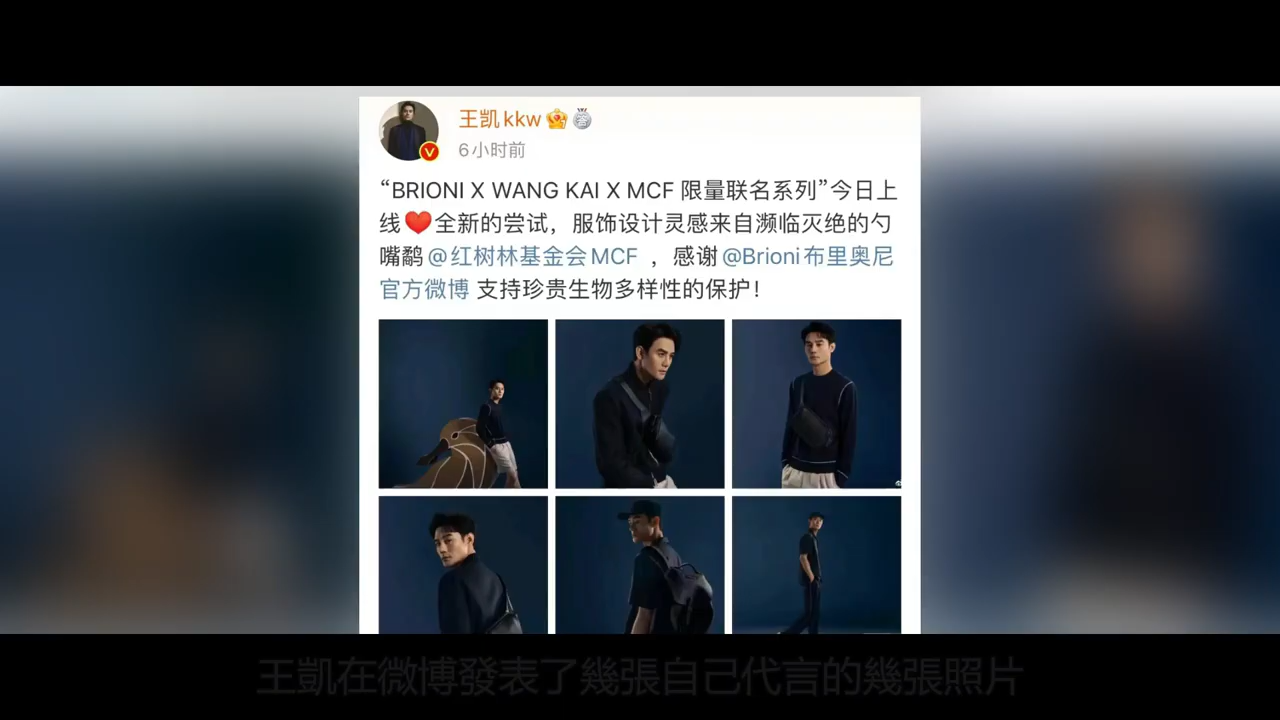 王凯kkw
6小时前
“BRIONI X WANG KAI X MCF 限量联名系列”今日上
线❤️全新的尝试，服饰设计灵感来自濒临灭绝的勺
嘴鹬@红树林基金会MCF ，感谢@Brioni布里奥尼
官方微博 支持珍贵生物多样性的保护！
王凱在微博發表了幾張自己代言的幾張照片